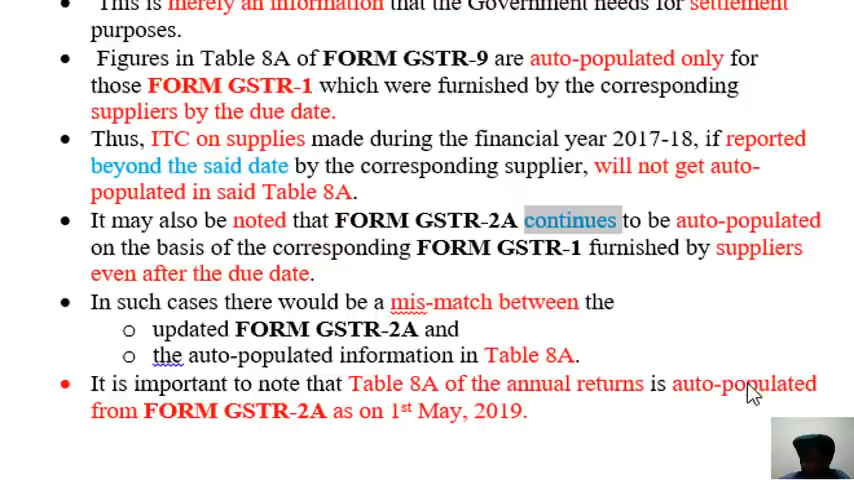 This is merely an information that the Government needs for settlement
purposes.
Figures in Table 8A of FORM GSTR-9 are auto-populated only for
those FORM GSTR-1 which were furnished by the corresponding
suppliers by the due date.
Thus, ITC on supplies made during the financial year 2017-18, if reported
beyond the said date by the corresponding supplier, will not get auto-
populated in said Table 8A.
It may also be noted that FORM GSTR-2A continues to be auto-populated
on the basis of the corresponding FORM GSTR-1 furnished by suppliers
even after the due date.
In such cases there would be a mis-match between the
updated FORM GSTR-2A and
the auto-populated information in Table 8A.
It is important to note that Table 8A of the annual returns is auto-populated
from FORM GSTR-2A as on 1st May, 2019.